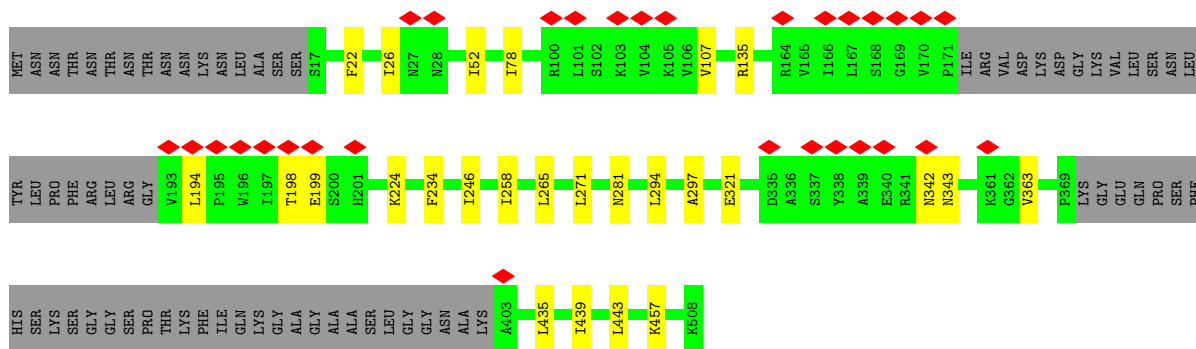 MET ASN ASN THR ASN THR ASN THR ASN ASN LYS ASN LEU ALA SER SER S17 F22 I26 N27 N28 I52 I78 R100 L101 S102 K103 V104 K105 V106 V107 R135 R164 V165 I166 L167 S168 G169 V170 P171 ILE ARG VAL ASP LYS ASP GLY LYS VAL LEU SER ASN LEU
TYR LEU PRO PHE ARG LEU ARG GLY V193 L194 P195 W196 I197 T198 E199 S200 H201 K224 F234 I246 I258 L265 L271 N281 L294 A297 E321 D335 A336 S337 Y338 A339 E340 R341 N342 N343 K361 G362 V363 P369 LYS GLY GLU GLN PRO SER PHE
HIS SER LYS SER GLY GLY SER PRO THR LYS PHE ILE GLN LYS GLY ALA GLY ALA ALA SER LEU GLY GLY ASN ALA LYS A403 L435 I439 L443 K457 K508